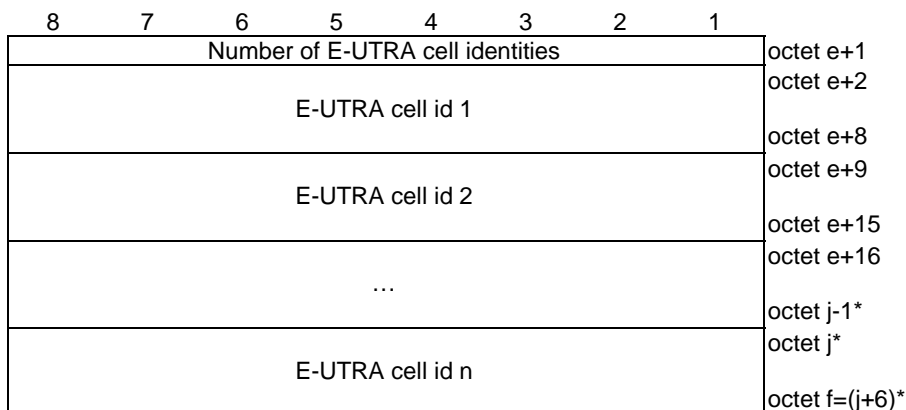 8 7 6 5 4 3 2 1
Number of E-UTRA cell identities octet e+1
octet e+2
E-UTRA cell id 1
octet e+8
octet e+9
E-UTRA cell id 2
octet e+15
octet e+16
…
octet j-1*
octet j*
E-UTRA cell id n
octet f=(j+6)*